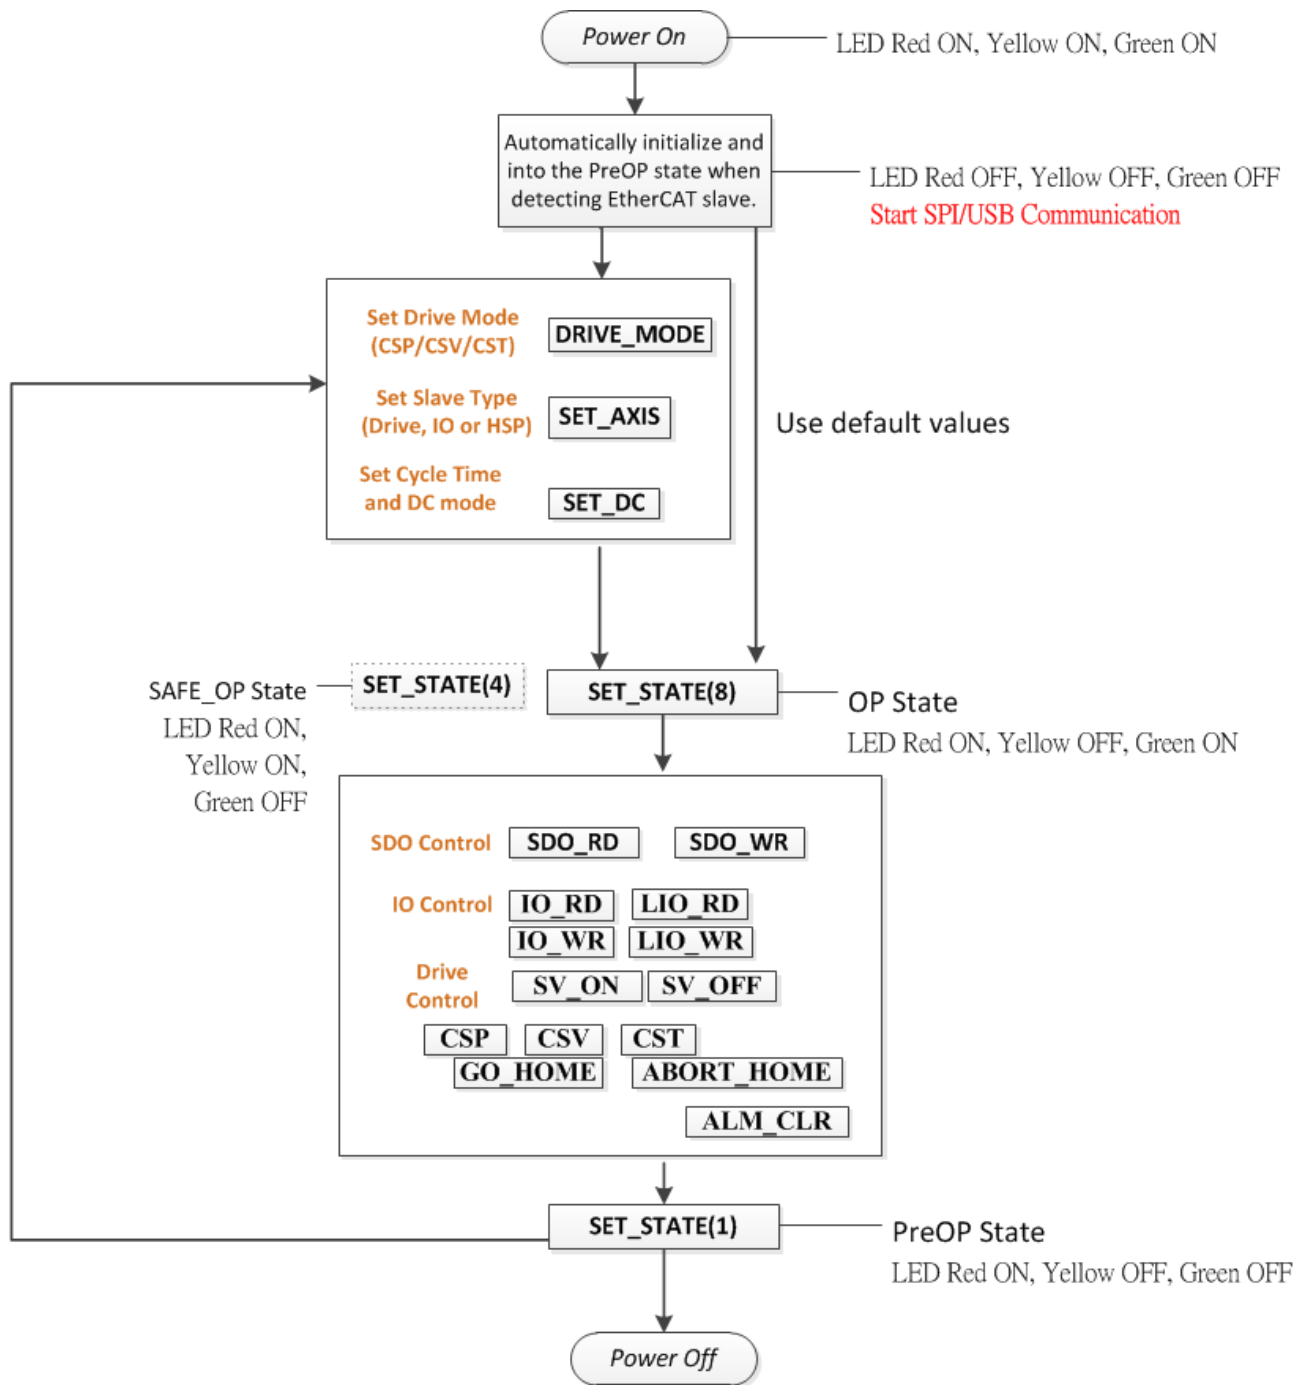 Power On
LED Red ON, Yellow ON, Green ON
Automatically initialize and
into the PreOP state when
detecting EtherCAT slave.
LED Red OFF, Yellow OFF, Green OFF
Start SPI/USB Communication
Set Drive Mode
(CSP/CSV/CST)
DRIVE_MODE
Set Slave Type
(Drive, IO or HSP)
SET_AXIS
Set Cycle Time
and DC mode
SET_DC
Use default values
SAFE_OP State
LED Red ON,
Yellow ON,
Green OFF
SET_STATE(4)
SET_STATE(8)
OP State
LED Red ON, Yellow OFF, Green ON
SDO Control
SDO_RD
SDO_WR
IO Control
IO_RD
LIO_RD
IO_WR
LIO_WR
Drive
Control
SV_ON
SV_OFF
CSP
CSV
CST
GO_HOME
ABORT_HOME
ALM_CLR
SET_STATE(1)
PreOP State
LED Red ON, Yellow OFF, Green OFF
Power Off